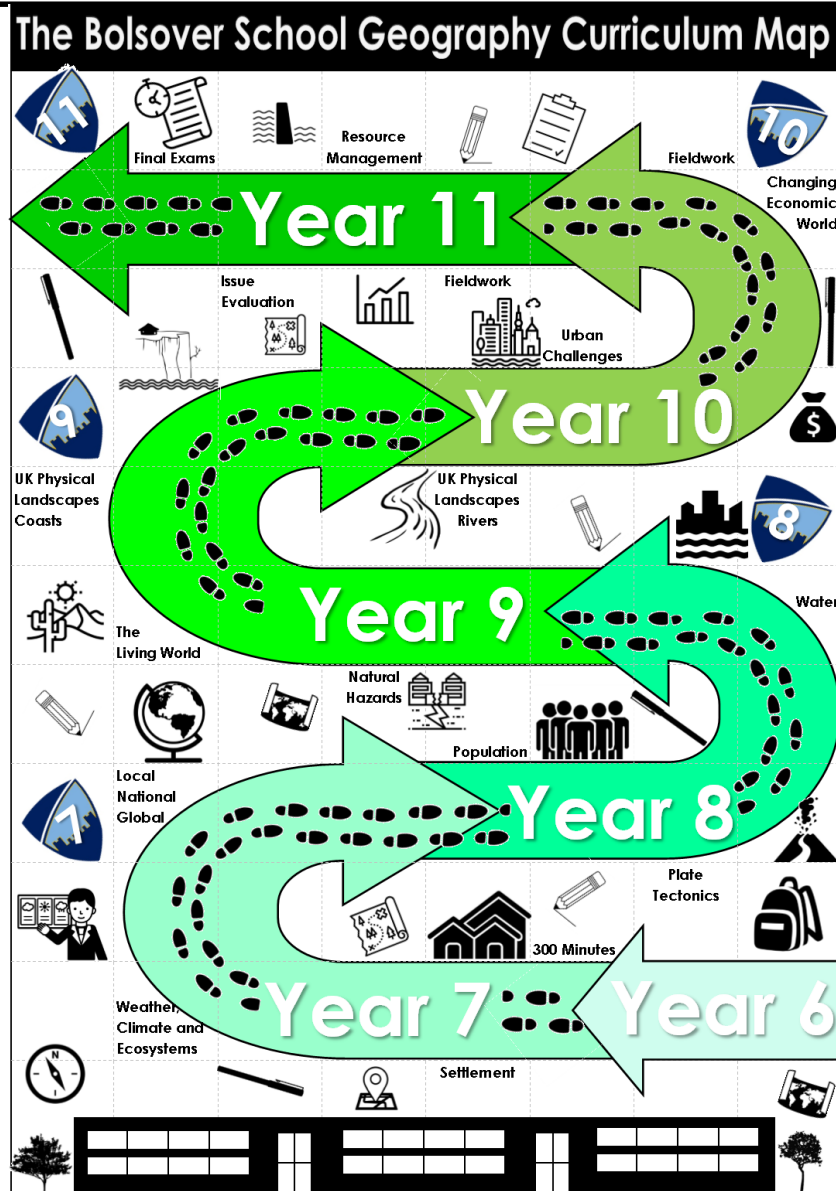 The Bolsover School Geography Curriculum Map
11
10
Final Exams
Resource
Management
Fieldwork
Changing
Economic
World
Year 11
Issue
Evaluation
Fieldwork
Urban
Challenges
9
Year 10
$
UK Physical
Landscapes
Coasts
UK Physical
Landscapes
Rivers
8
Year 9
Water
The
Living World
Natural
Hazards
Population
7
Local
National
Global
Year 8
Plate
Tectonics
300 Minutes
Weather,
Climate and
Ecosystems
Year 7
Year 6
N
Settlement